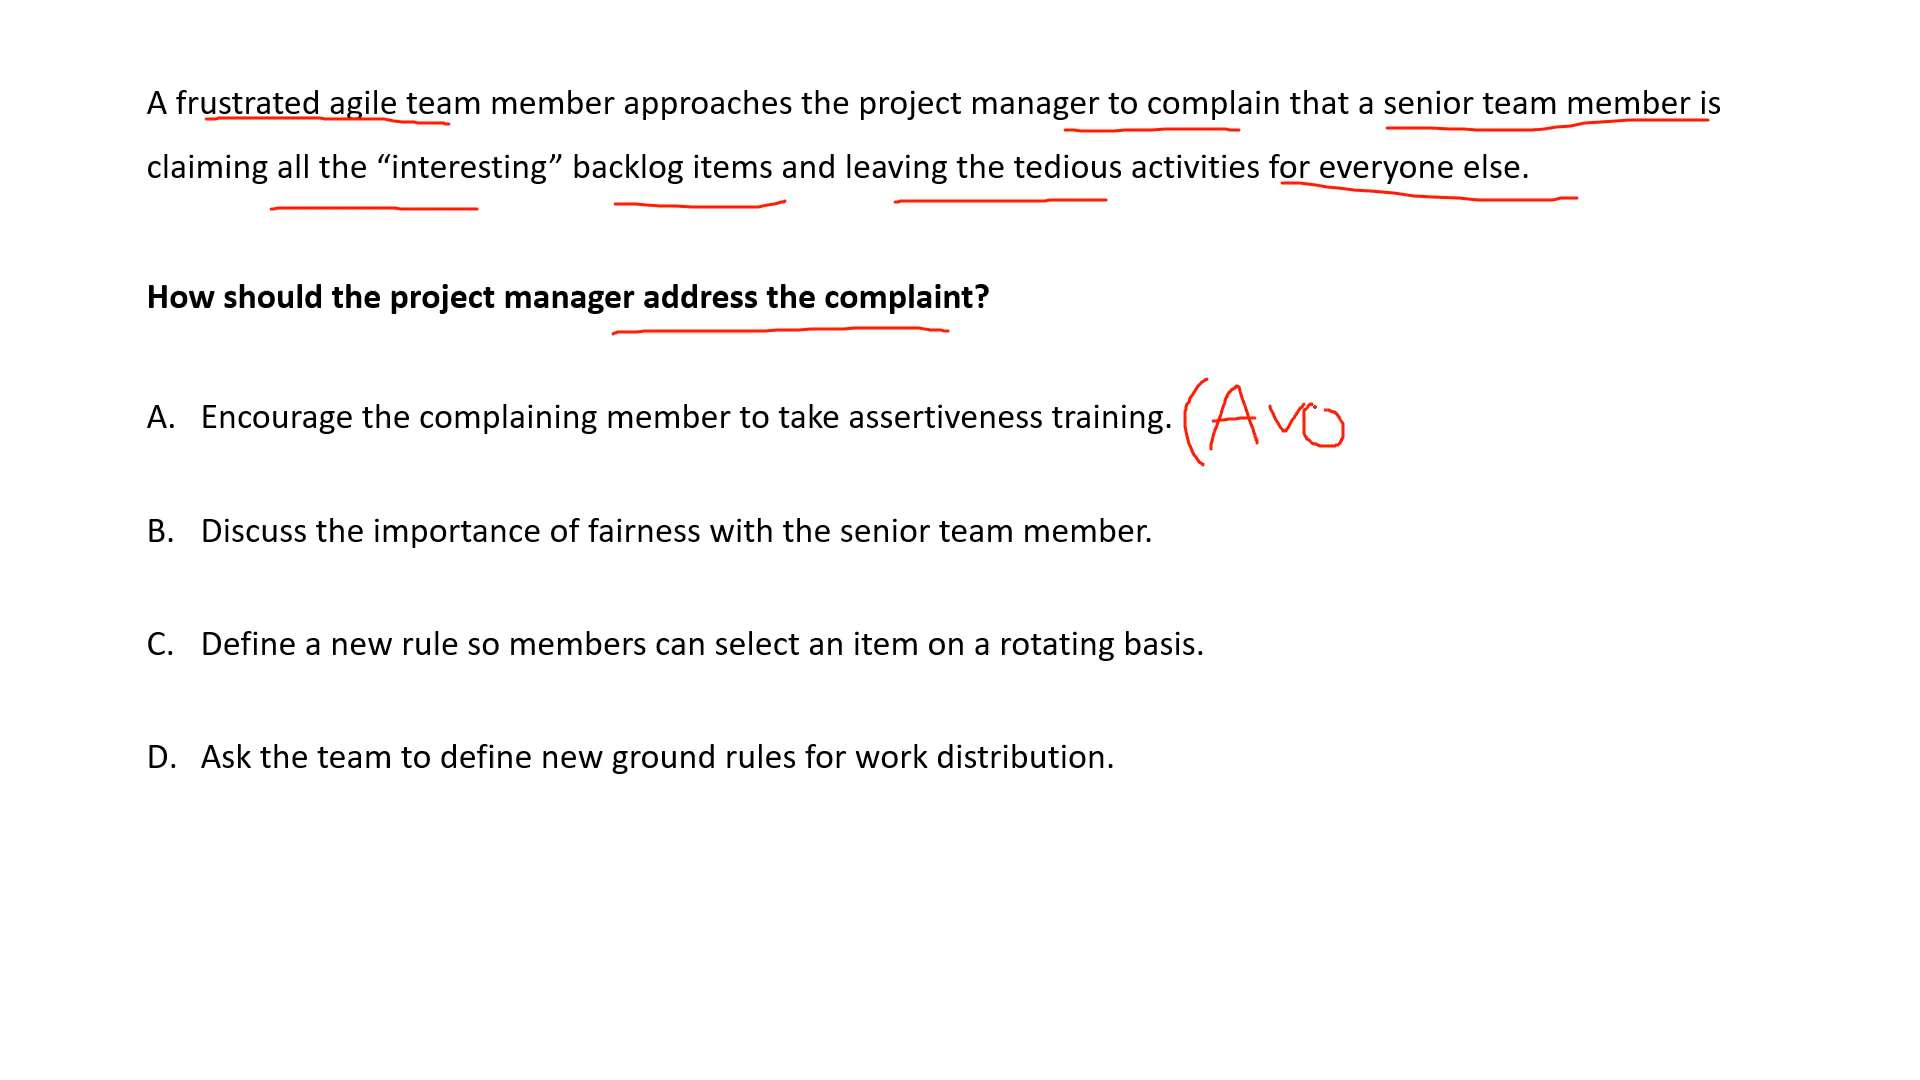 A frustrated agile team member approaches the project manager to complain that a senior team member is
claiming all the “interesting” backlog items and leaving the tedious activities for everyone else.
How should the project manager address the complaint?
A. Encourage the complaining member to take assertiveness training. (Avo
B. Discuss the importance of fairness with the senior team member.
C. Define a new rule so members can select an item on a rotating basis.
D. Ask the team to define new ground rules for work distribution.